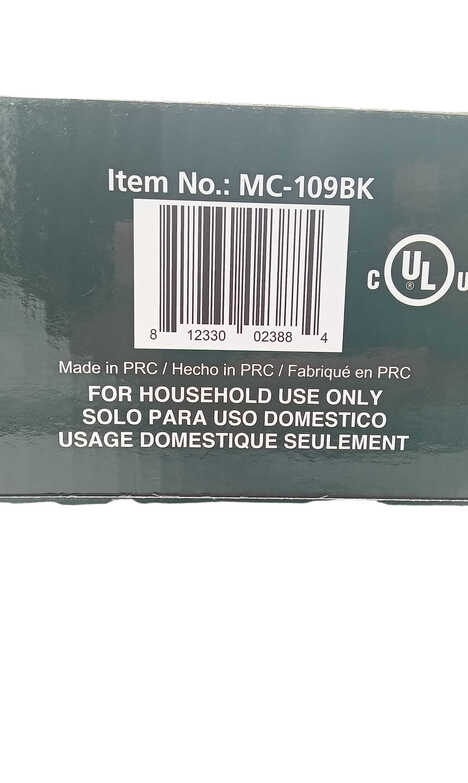 Item No.: MC-109BK
C UL ® U
8 12330 02388 4
Made in PRC / Hecho in PRC / Fabriqué en PRC
FOR HOUSEHOLD USE ONLY
SOLO PARA USO DOMESTICO
USAGE DOMESTIQUE SEULEMENT